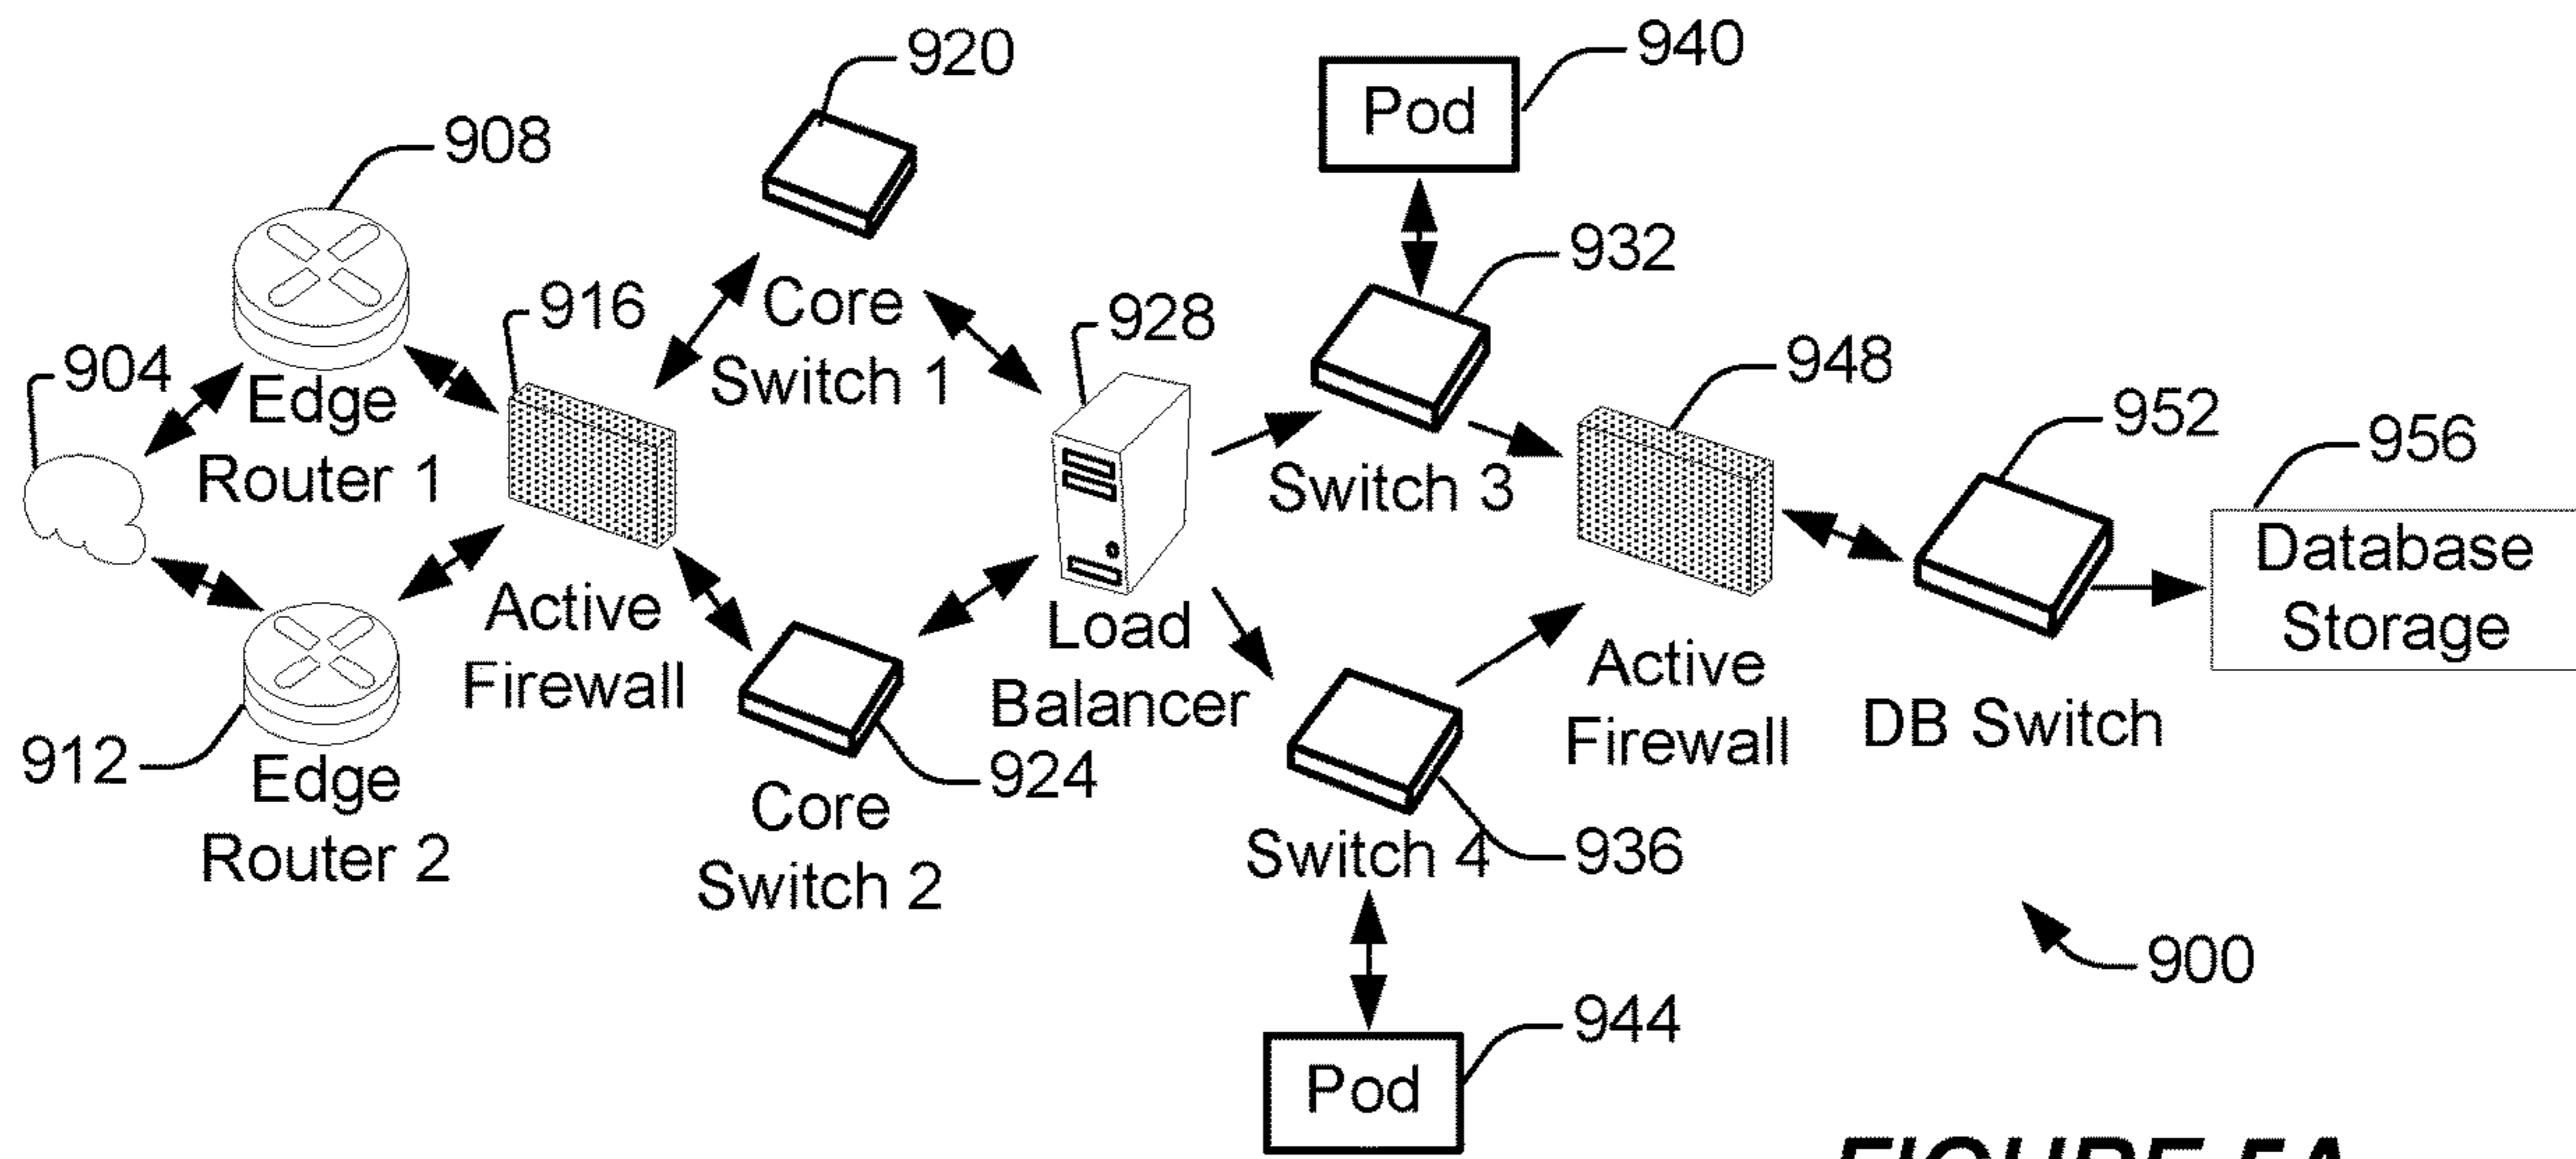 920
940
Pod
908
932
916
Core
Switch 1
928
948
904
Edge
Router 1
952
956
Switch 3
Database
Storage
Active
Firewall
Load
Balancer
Active
Firewall
DB Switch
912
Edge
Router 2
924
Core
Switch 2
Switch 4
936
900
944
Pod
FIGURE 5A